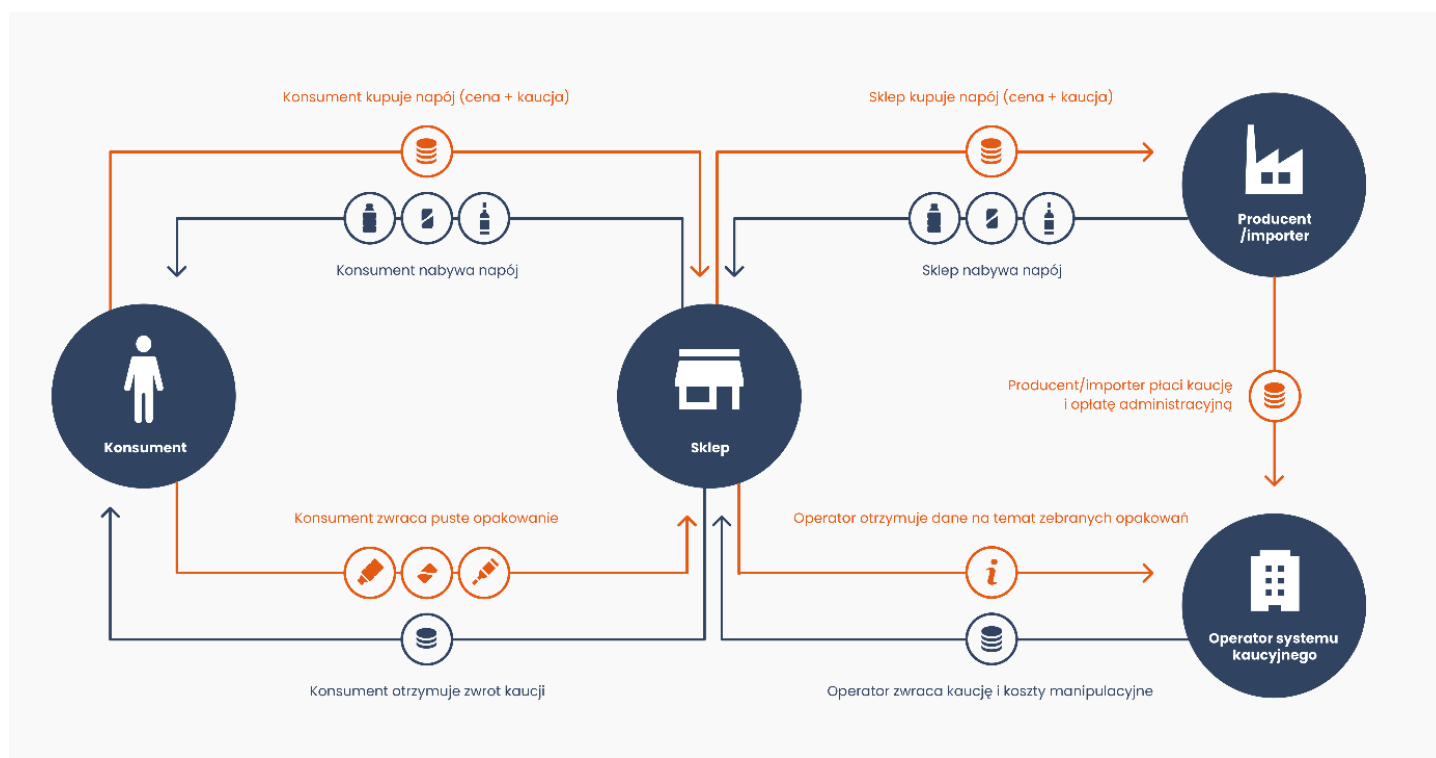 Konsument kupuje napój (cena + kaucja)
Sklep kupuje napój (cena + kaucja)
Producent
/importer
Konsument nabywa napój
Sklep nabywa napój
Producent/importer płaci kaucję
i opłatę administracyjną
Konsument
Sklep
Konsument zwraca puste opakowanie
Operator otrzymuje dane na temat zebranych opakowań
i
Operator systemu
kaucyjnego
Konsument otrzymuje zwrot kaucji
Operator zwraca kaucję i koszty manipulacyjne